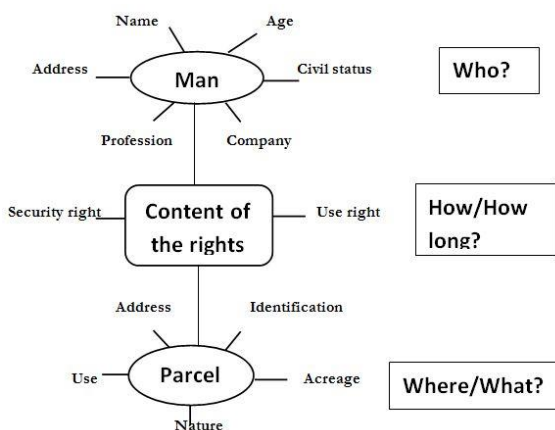 Name
Age
Address
Man
Civil status
Who?
Profession
Company
Security right
Content of
the rights
Use right
How/How
long?
Address
Identification
Use
Parcel
Acreage
Where/What?
Nature